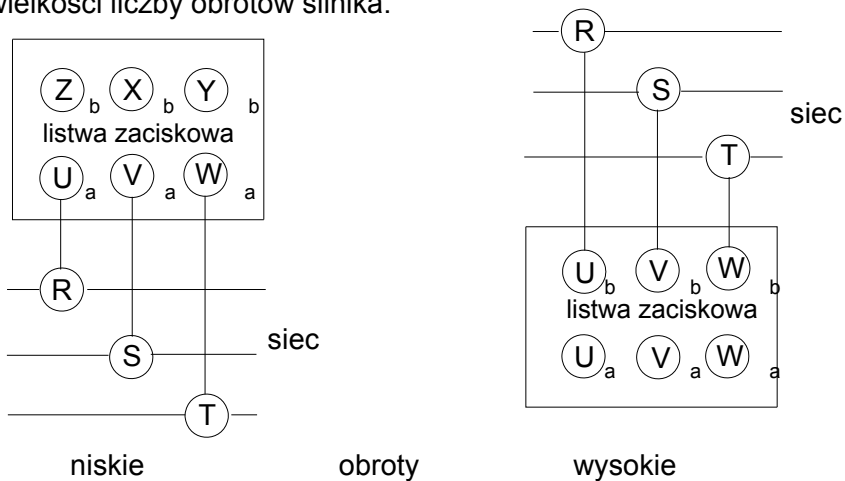 wielkości liczby obrotów silnika.
Z b X b Y b
listwa zaciskowa
U a V a W a
R
S
siec
T
R
S
siec
T
U b V b W b
listwa zaciskowa
U a V a W a
niskie obroty wysokie